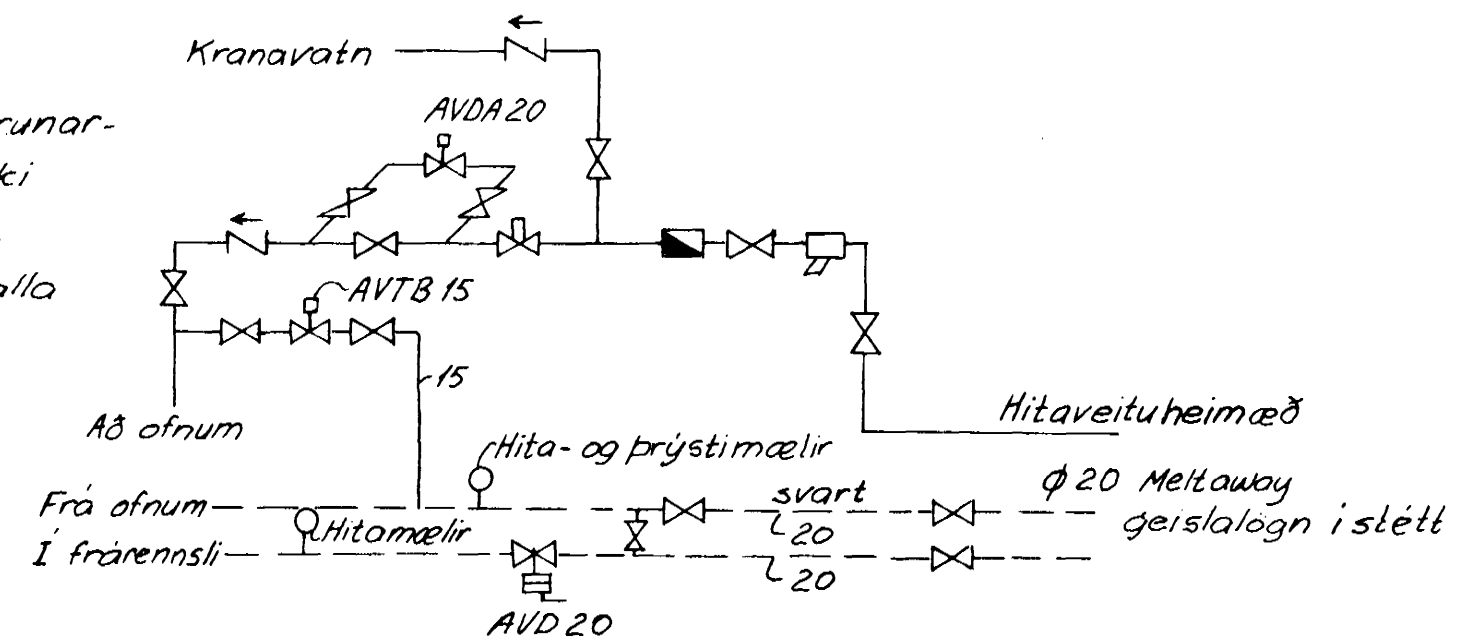 Kranavatn
AVDA 20
AVTB 15
15
Að ofnum
Hitaveituheimæð
Hita- og þrýstimælir
Frá ofnum
svart
20
φ 20 Meltaway
geislalögn í stétt
Hitamælir
Í frárennsli
20
AVD 20